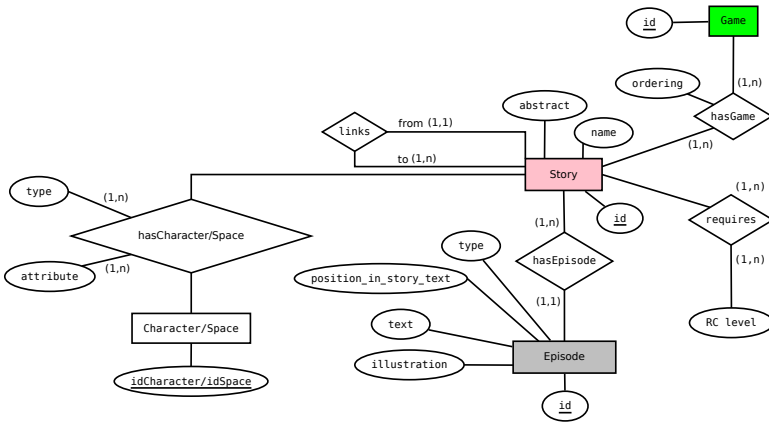 id
Game
(1,n)
ordering
hasGame
abstract
from (1,1)
links
name
(1,n)
to (1,n)
Story
type
(1,n)
(1,n)
id
requires
(1,n)
hasCharacter/Space
type
hasEpisode
(1,n)
attribute
(1,n)
position_in_story_text
(1,1)
Character/Space
text
RC level
Episode
illustration
idCharacter/idSpace
id